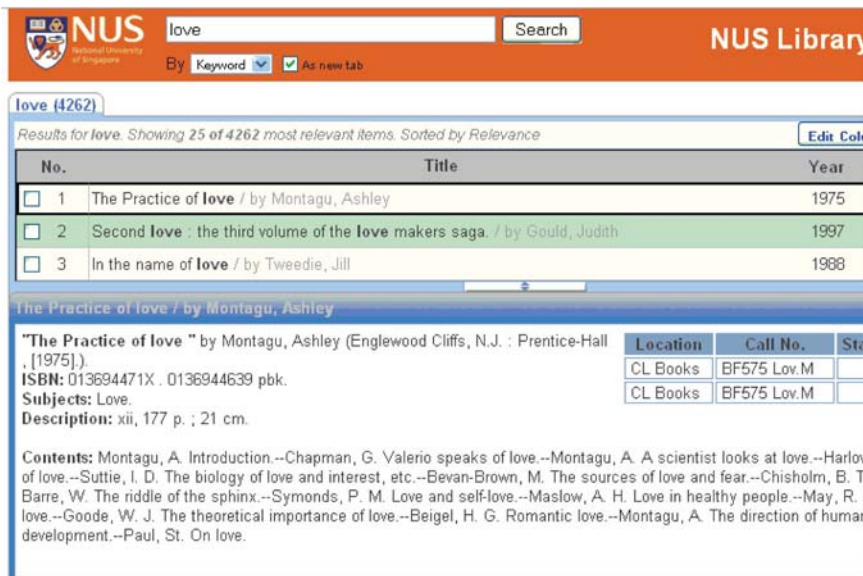 NUS
National University
of Singapore
love
Search
By Keyword As new tab
NUS Library
love (4262)
Results for love. Showing 25 of 4262 most relevant items. Sorted by Relevance
Edit Col
No. Title Year
1 The Practice of love / by Montagu, Ashley 1975
2 Second love : the third volume of the love makers saga. / by Gould, Judith 1997
3 In the name of love / by Tweedie, Jill 1988
The Practice of love / by Montagu, Ashley
"The Practice of love " by Montagu, Ashley (Englewood Cliffs, N.J. : Prentice-Hall
, [1975].).
ISBN: 013694471X . 0136944639 pbk.
Subjects: Love.
Description: xii, 177 p. ; 21 cm.
Location Call No. Sta
CL Books BF575 Lov.M
CL Books BF575 Lov.M
Contents: Montagu, A. Introduction.--Chapman, G. Valerio speaks of love.--Montagu, A. A scientist looks at love.--Harlow
of love.--Suttie, I. D. The biology of love and interest, etc.--Bevan-Brown, M. The sources of love and fear.--Chisholm, B. T
Barre, W. The riddle of the sphinx.--Symonds, P. M. Love and self-love.--Maslow, A. H. Love in healthy people.--May, R.
love.--Goode, W. J. The theoretical importance of love.--Beigel, H. G. Romantic love.--Montagu, A. The direction of human
development.--Paul, St. On love.